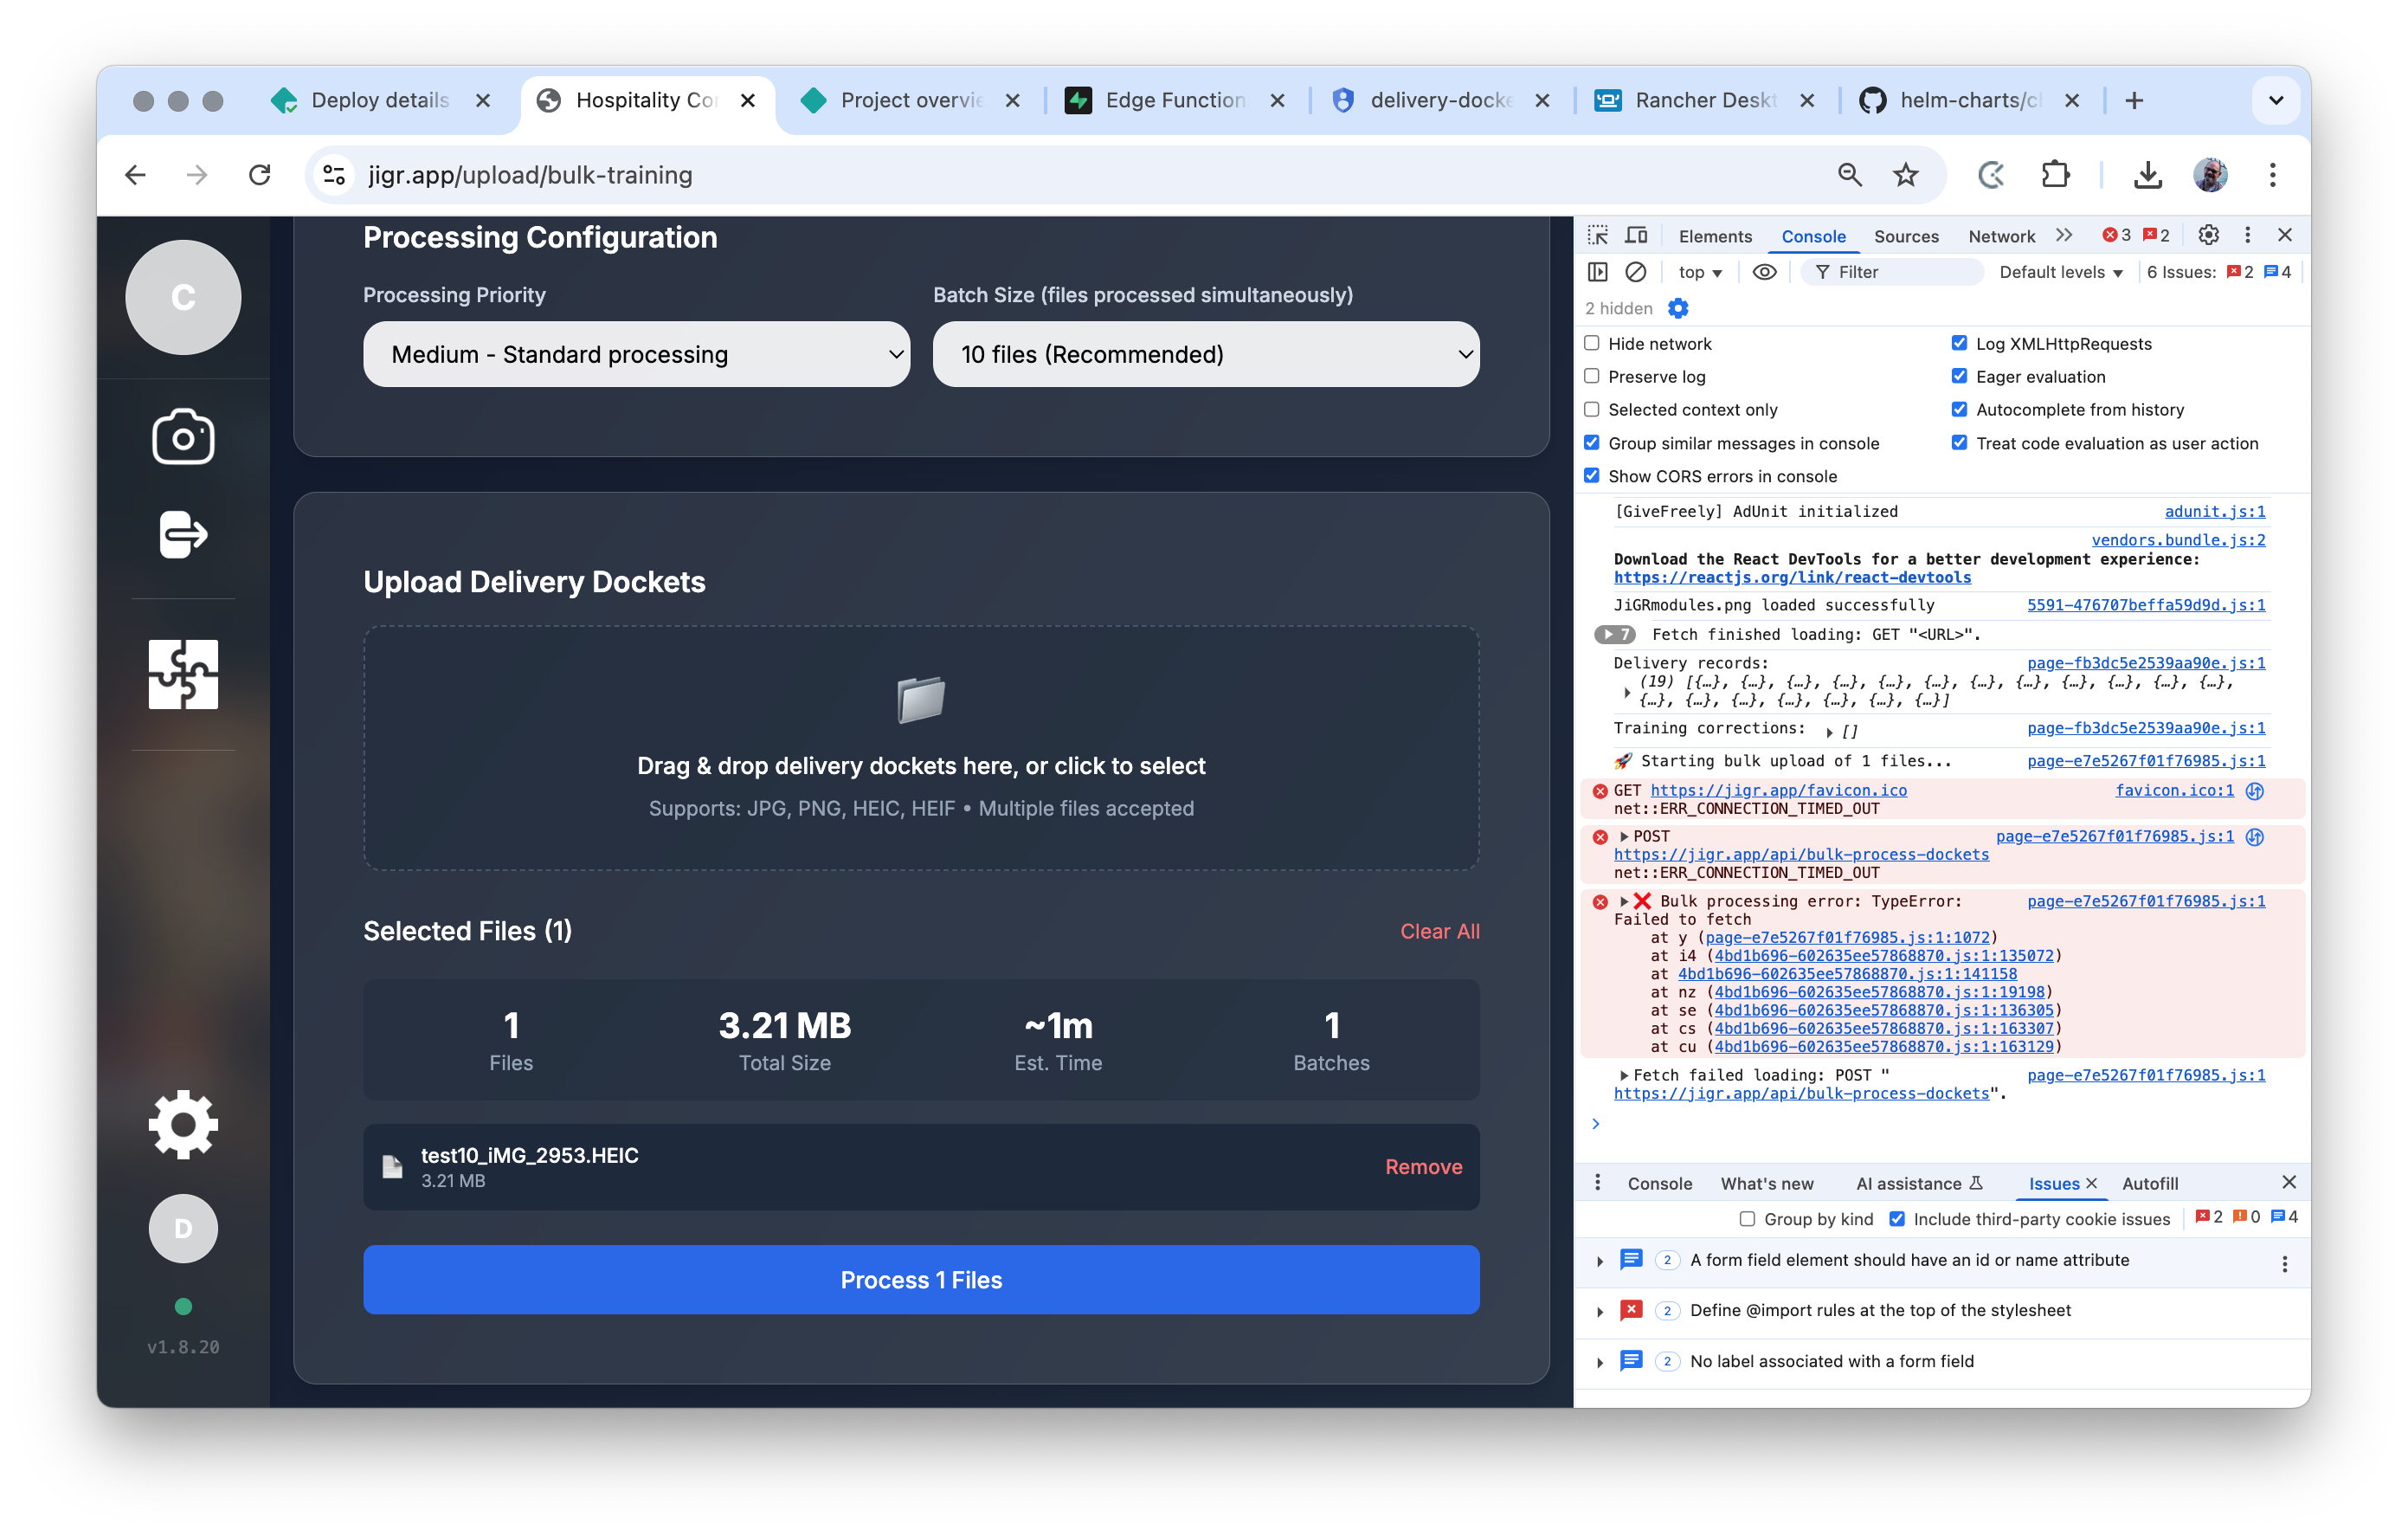 Deploy details
Hospitality Cor
Project overvie
Edge Function
delivery-docke
Rancher Deskt
helm-charts/cl
jigr.app/upload/bulk-training
C
D
v1.8.20
Processing Configuration
Processing Priority
Batch Size (files processed simultaneously)
Medium - Standard processing
10 files (Recommended)
Upload Delivery Dockets
Drag & drop delivery dockets here, or click to select
Supports: JPG, PNG, HEIC, HEIF • Multiple files accepted
Selected Files (1)
Clear All
1
Files
3.21 MB
Total Size
~1m
Est. Time
1
Batches
test10_iMG_2953.HEIC
3.21 MB
Remove
Process 1 Files
Elements Console Sources Network 3 2
top Filter Default levels 6 Issues: 2 4
2 hidden
Hide network
Log XMLHttpRequests
Preserve log
Eager evaluation
Selected context only
Autocomplete from history
Group similar messages in console
Treat code evaluation as user action
Show CORS errors in console
[GiveFreely] AdUnit initialized adunit.js:1
vendors.bundle.js:2
Download the React DevTools for a better development experience:
https://reactjs.org/link/react-devtools
JiGRmodules.png loaded successfully 5591-476707beffa59d9d.js:1
7 Fetch finished loading: GET "<URL>".
Delivery records: page-fb3dc5e2539aa90e.js:1
(19) [{…}, {…}, {…}, {…}, {…}, {…}, {…}, {…}, {…}, {…}, {…}, {…},
{…}, {…}, {…}, {…}, {…}, {…}, {…}]
Training corrections: [] page-fb3dc5e2539aa90e.js:1
🚀 Starting bulk upload of 1 files... page-e7e5267f01f76985.js:1
GET https://jigr.app/favicon.ico favicon.ico:1
net::ERR_CONNECTION_TIMED_OUT
POST page-e7e5267f01f76985.js:1
https://jigr.app/api/bulk-process-dockets
net::ERR_CONNECTION_TIMED_OUT
❌ Bulk processing error: TypeError: page-e7e5267f01f76985.js:1
Failed to fetch
at y (page-e7e5267f01f76985.js:1:1072)
at i4 (4bd1b696-602635ee57868870.js:1:135072)
at 4bd1b696-602635ee57868870.js:1:141158
at nz (4bd1b696-602635ee57868870.js:1:19198)
at se (4bd1b696-602635ee57868870.js:1:136305)
at cs (4bd1b696-602635ee57868870.js:1:163307)
at cu (4bd1b696-602635ee57868870.js:1:163129)
Fetch failed loading: POST " page-e7e5267f01f76985.js:1
https://jigr.app/api/bulk-process-dockets".
Console What's new AI assistance Issues Autofill
Group by kind Include third-party cookie issues 2 0 4
2 A form field element should have an id or name attribute
2 Define @import rules at the top of the stylesheet
2 No label associated with a form field